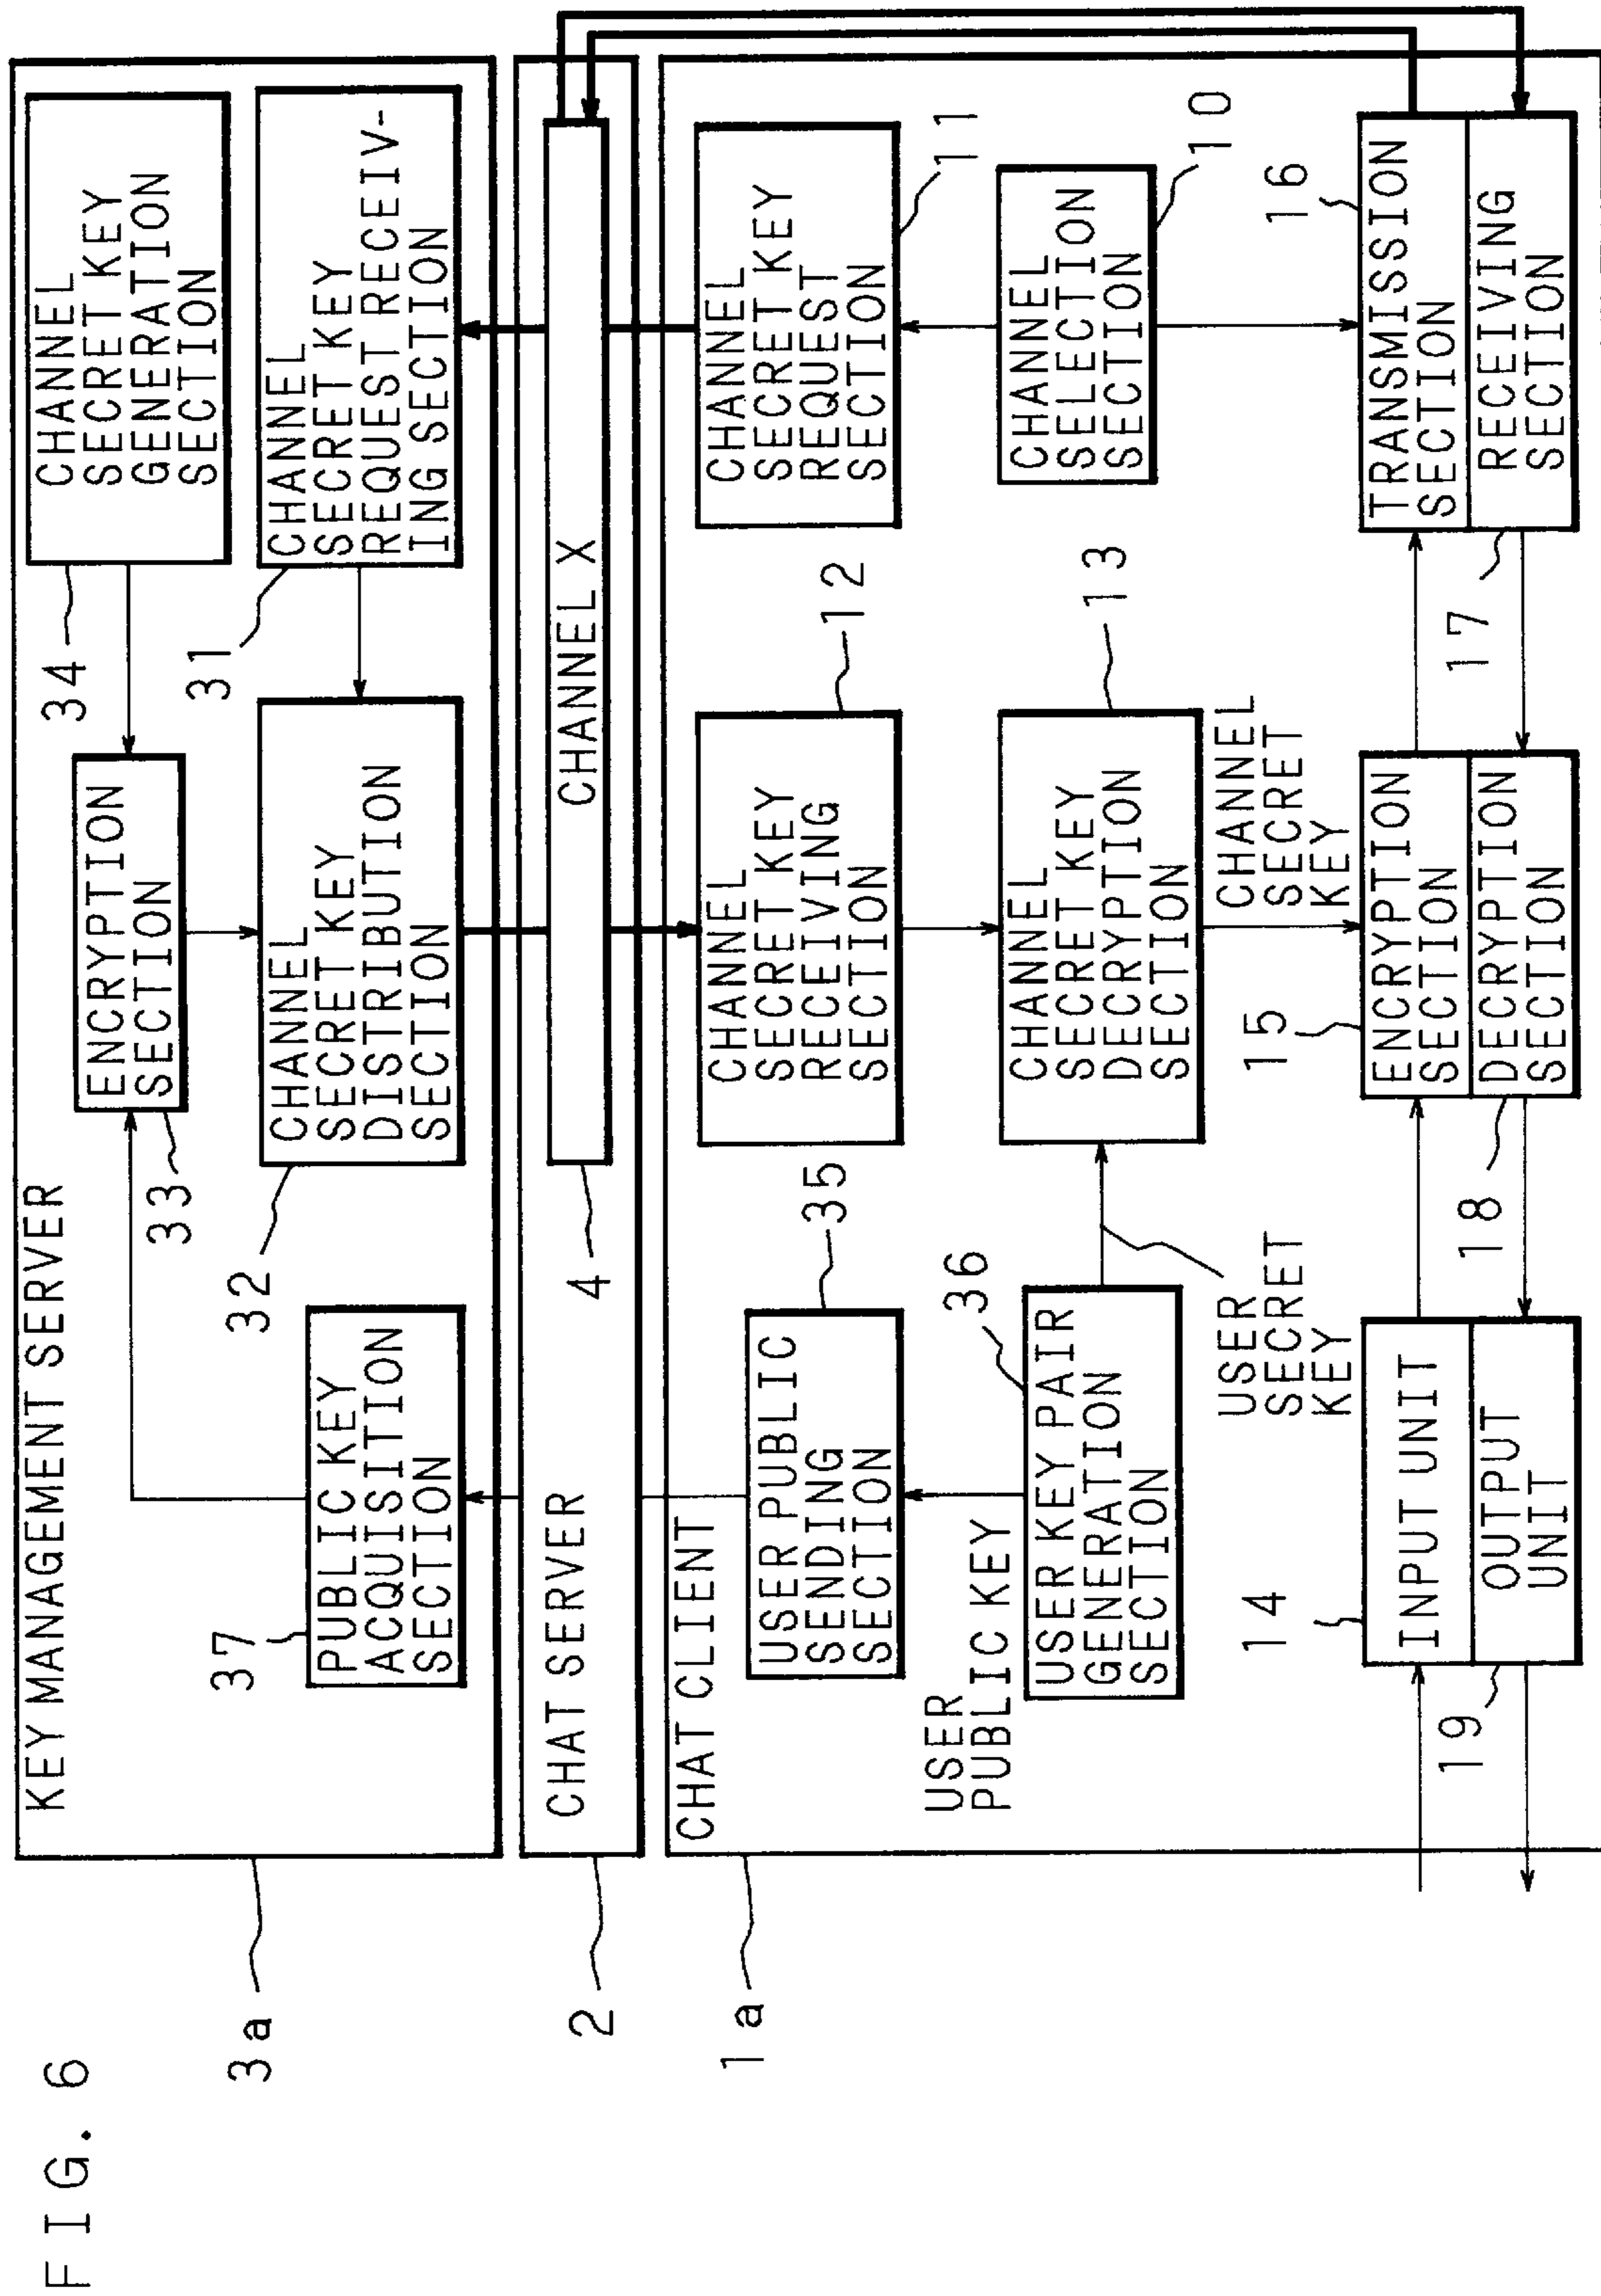 FIG. 6
3a
KEY MANAGEMENT SERVER
37
PUBLIC KEY
ACQUISITION
SECTION
33
ENCRYPTION
SECTION
34
CHANNEL
SECRET KEY
GENERATION
SECTION
32
CHANNEL
SECRET KEY
DISTRIBUTION
SECTION
31
CHANNEL
SECRET KEY
REQUEST RECEIV-
ING SECTION
2
CHAT SERVER
4
CHANNEL X
1a
CHAT CLIENT
35
USER PUBLIC
SENDING
SECTION
12
CHANNEL
SECRET KEY
RECEIVING
SECTION
11
CHANNEL
SECRET KEY
REQUEST
SECTION
USER
PUBLIC KEY
36
USER KEY PAIR
GENERATION
SECTION
13
CHANNEL
SECRET KEY
DECRYPTION
SECTION
10
CHANNEL
SELECTION
SECTION
USER
SECRET
KEY
CHANNEL
SECRET
KEY
14
INPUT UNIT
15
ENCRYPTION
SECTION
16
TRANSMISSION
SECTION
19
OUTPUT
UNIT
18
DECRYPTION
SECTION
17
RECEIVING
SECTION